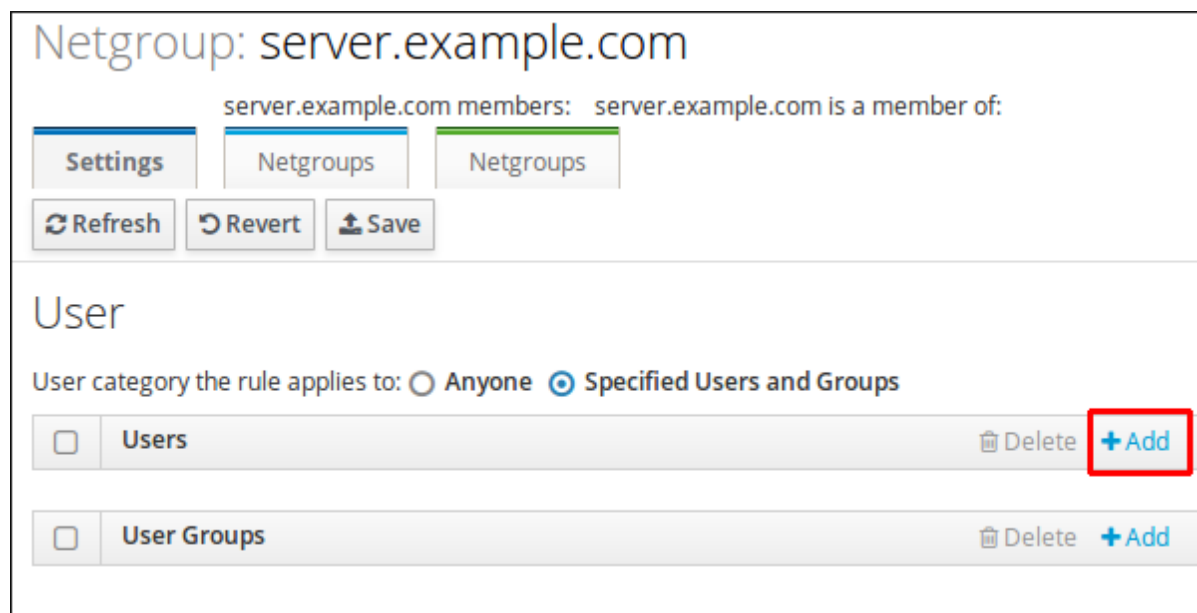 Netgroup: server.example.com
server.example.com members: server.example.com is a member of:
Settings Netgroups Netgroups
Refresh Revert Save
User
User category the rule applies to: Anyone Specified Users and Groups
Users Delete Add
User Groups Delete Add